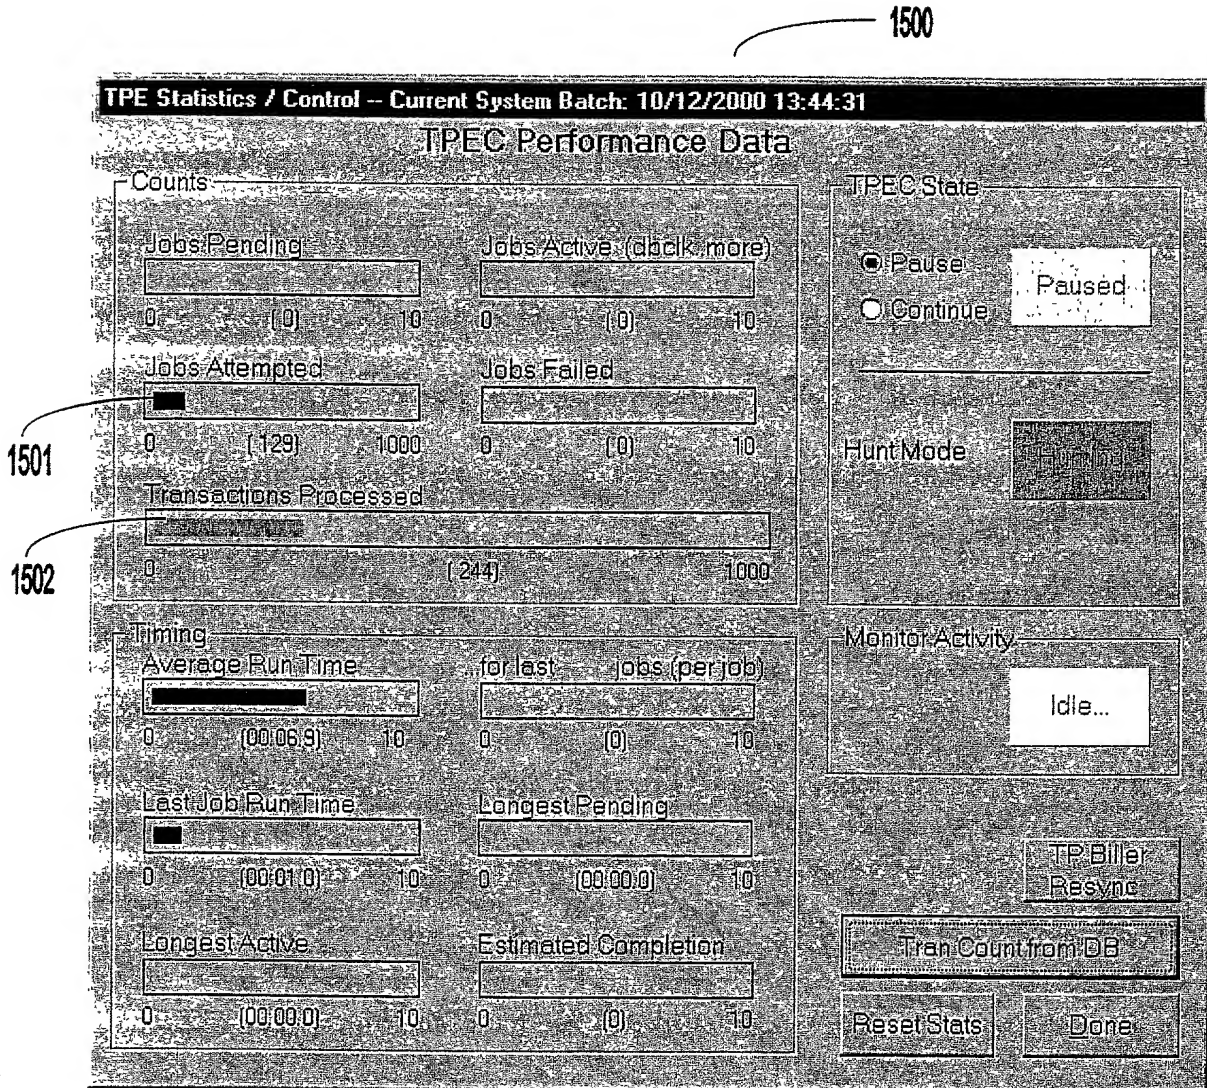 1500
TPE Statistics / Control -- Current System Batch: 10/12/2000 13:44:31
TPEC Performance Data
Counts
Jobs Pending
0 ( 0) 10
Jobs Active (dbclk: more)
0 ( 0) 10
Jobs Attempted
0 ( 129) 1000
Jobs Failed
0 ( 0) 10
1501
Transactions Processed
0 ( 244) 1000
1502
TPEC State
Pause
Continue
Paused
Hunt Mode
Hunting
Timing
Average Run Time
0 (00:06.9) 10
...for last jobs (per job)
0 (0) 10
Last Job Run Time
0 (00:01.0) 10
Longest Pending
0 (00:00.0) 10
Longest Active
0 (00:00.0) 10
Estimated Completion
0 (0) 10
Monitor Activity
Idle...
TP Biller
Resync
Tran Count from DB
Reset Stats
Done